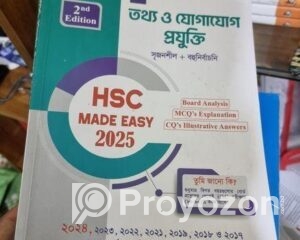 2nd
Edition
তথ্য ও যোগাযোগ
প্রযুক্তি
সৃজনশীল + বহুনির্বাচনি
HSC
MADE EASY
2025
Board Analysis
MCQ's Explanation
CQ's Illustrative Answers
তুমি জানো কি?
Proyozon
২০২৪, ২০২৩, ২০২২, ২০২১, ২০১৯, ২০১৮ ও ২০১৭